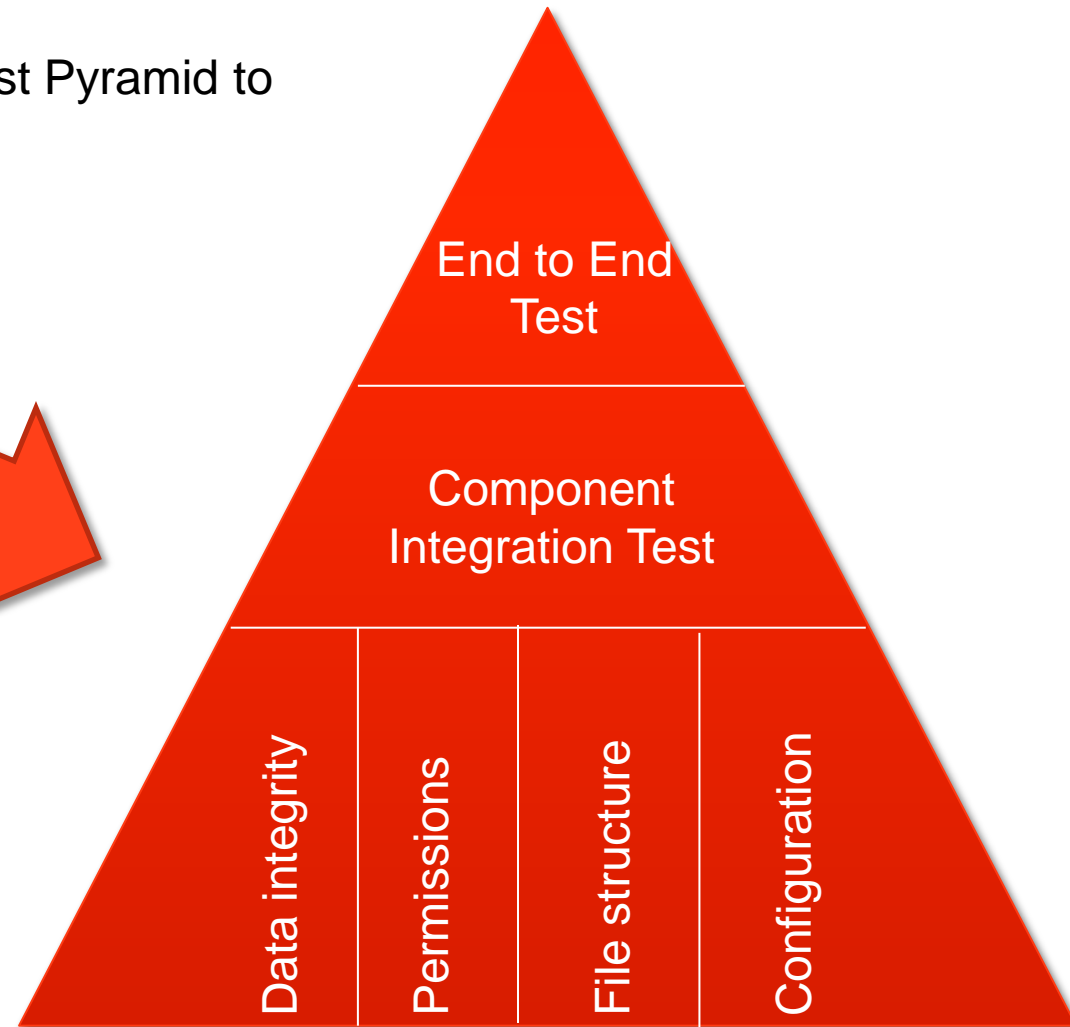 st Pyramid to
End to End
Test
Component
Integration Test
Data integrity
Permissions
File structure
Configuration